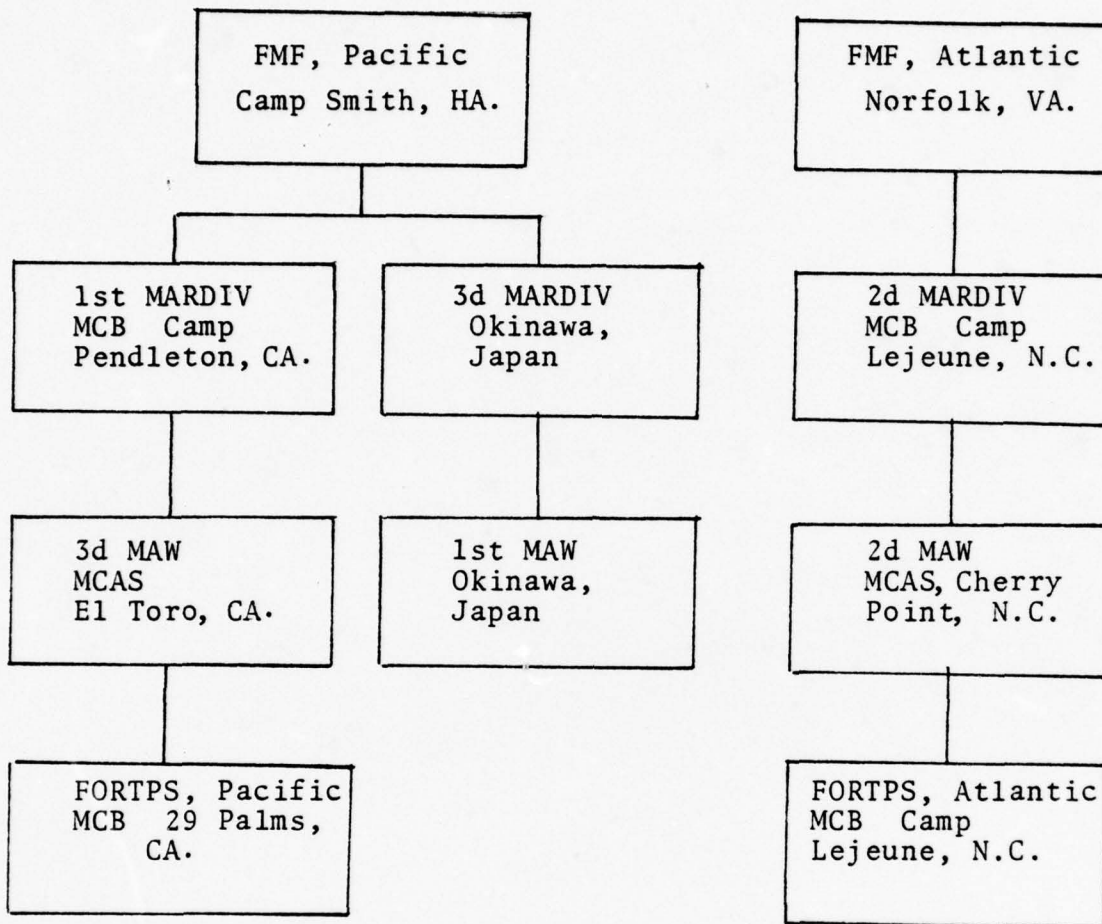 FMF, Pacific
Camp Smith, HA.
FMF, Atlantic
Norfolk, VA.
1st MARDIV
MCB Camp
Pendleton, CA.
3d MARDIV
Okinawa,
Japan
2d MARDIV
MCB Camp
Lejeune, N.C.
3d MAW
MCAS
El Toro, CA.
1st MAW
Okinawa,
Japan
2d MAW
MCAS, Cherry
Point, N.C.
FORTPS, Pacific
MCB 29 Palms,
CA.
FORTPS, Atlantic
MCB Camp
Lejeune, N.C.